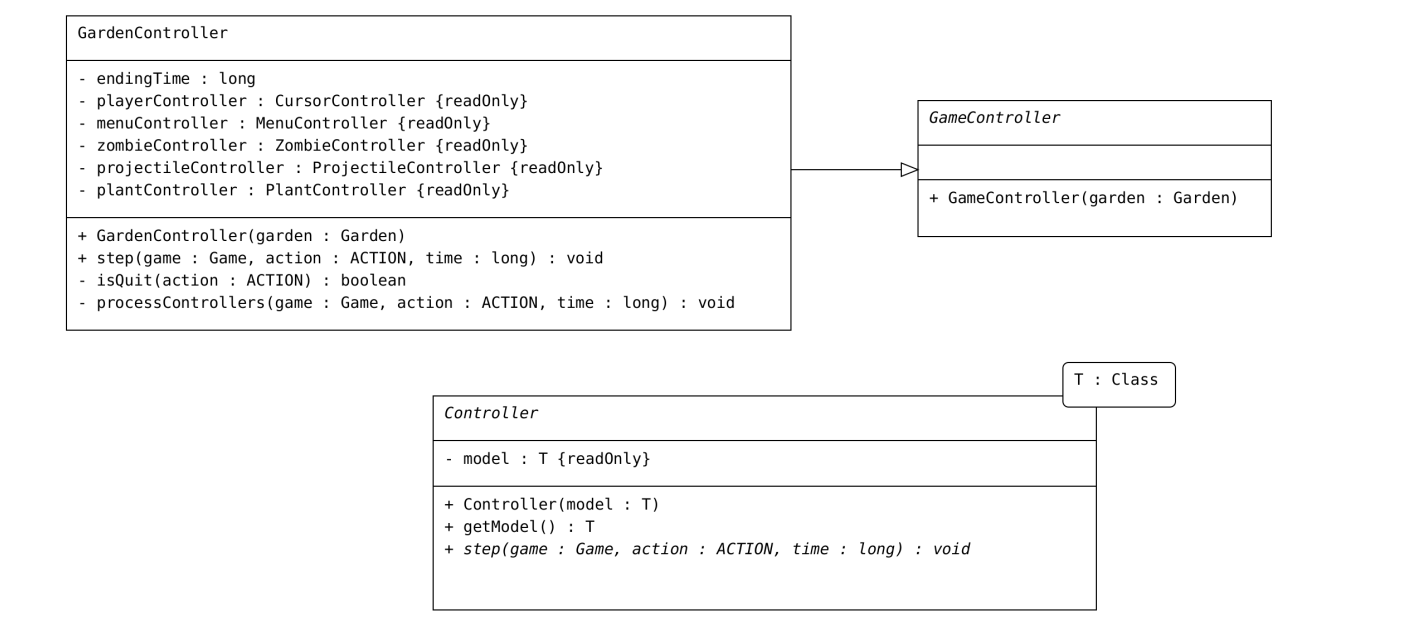 GardenController
- endingTime : long
- playerController : CursorController {readOnly}
- menuController : MenuController {readOnly}
- zombieController : ZombieController {readOnly}
- projectileController : ProjectileController {readOnly}
- plantController : PlantController {readOnly}
+ GardenController(garden : Garden)
+ step(game : Game, action : ACTION, time : long) : void
- isQuit(action : ACTION) : boolean
- processControllers(game : Game, action : ACTION, time : long) : void
GameController
+ GameController(garden : Garden)
T : Class
Controller
- model : T {readOnly}
+ Controller(model : T)
+ getModel() : T
+ step(game : Game, action : ACTION, time : long) : void